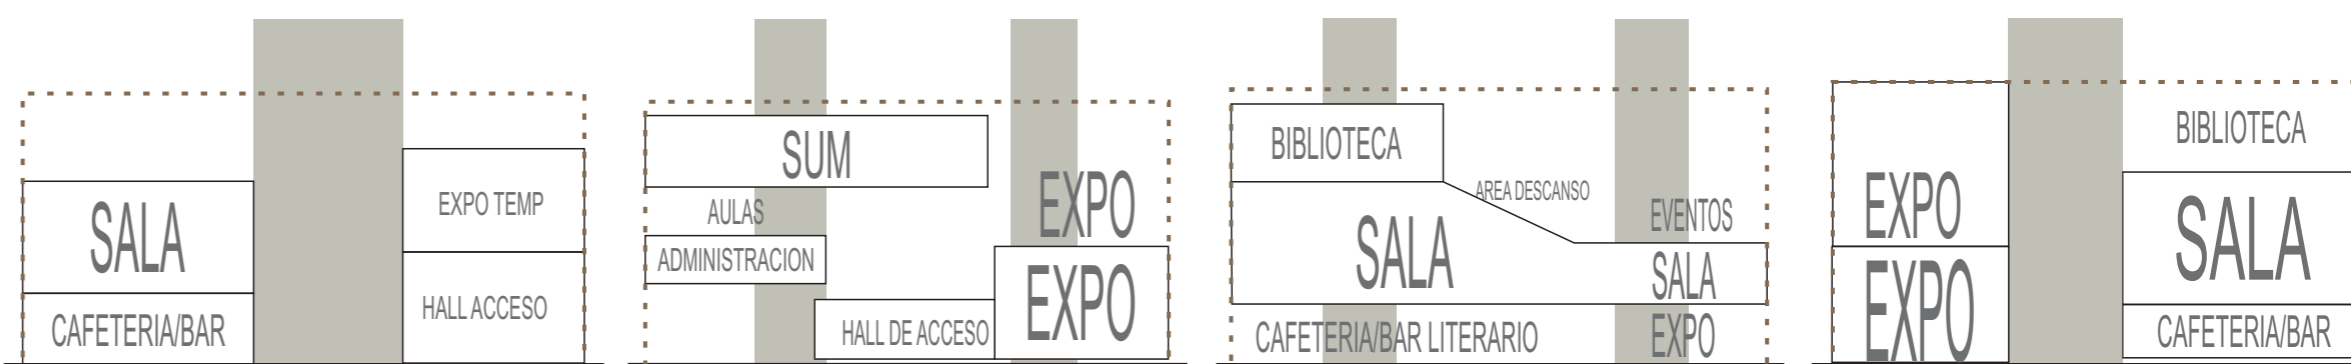 SALA
CAFETERIA/BAR
EXPO TEMP
HALL ACCESO
SUM
AULAS
ADMINISTRACION
HALL DE ACCESO
EXPO
EXPO
BIBLIOTECA
AREA DESCANSO
SALA
CAFETERIA/BAR LITERARIO
EVENTOS
SALA
EXPO
EXPO
EXPO
BIBLIOTECA
SALA
CAFETERIA/BAR